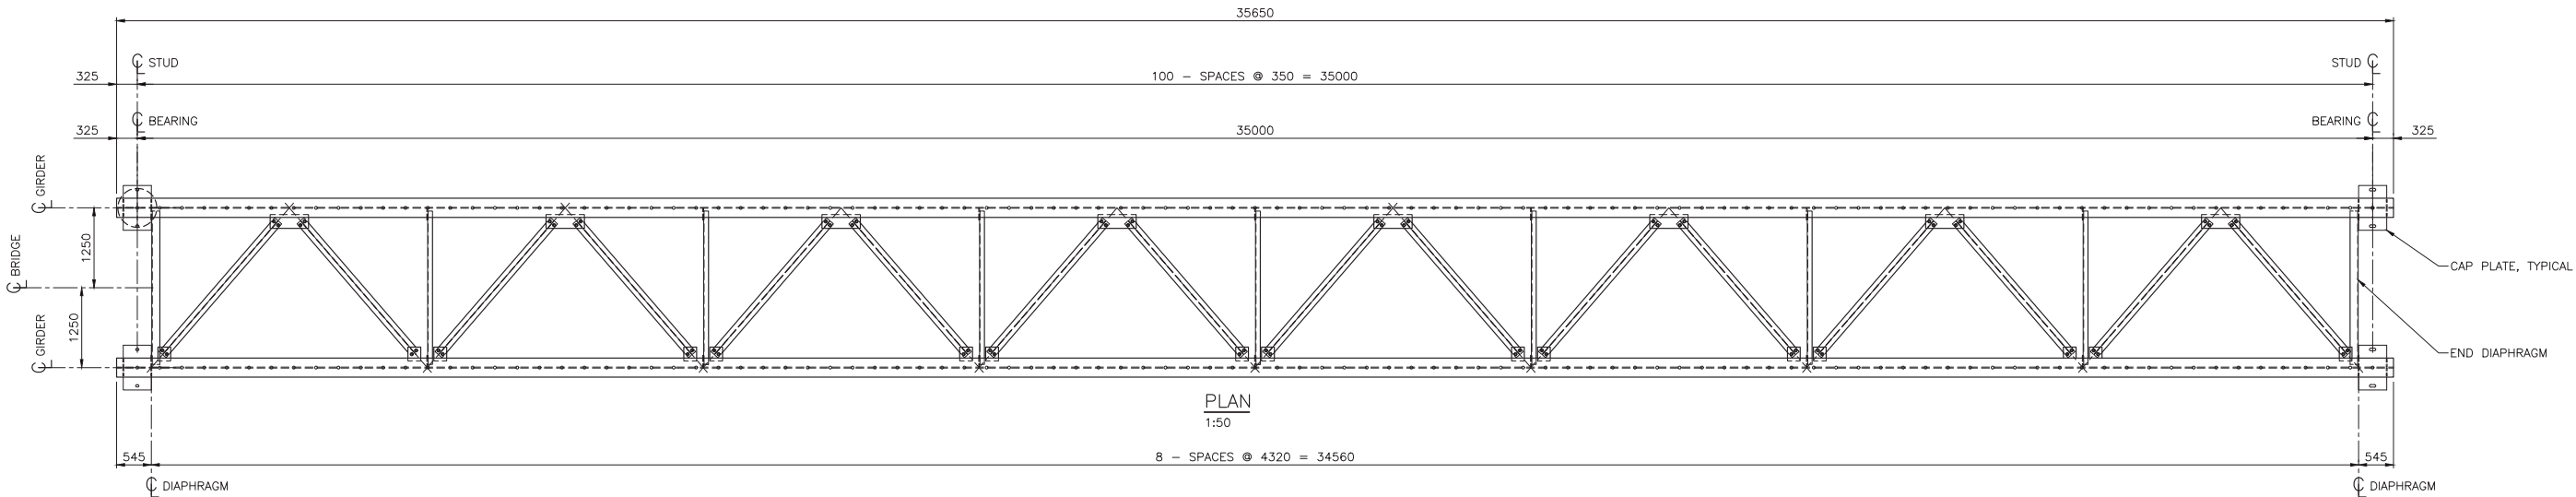 35650
℄ STUD
STUD ℄
325
100 - SPACES @ 350 = 35000
℄ BEARING
BEARING ℄
325
35000
325
℄ GIRDER
1250
℄ BRIDGE
1250
℄ GIRDER
CAP PLATE, TYPICAL
END DIAPHRAGM
PLAN
1:50
545
8 - SPACES @ 4320 = 34560
545
℄ DIAPHRAGM
℄ DIAPHRAGM